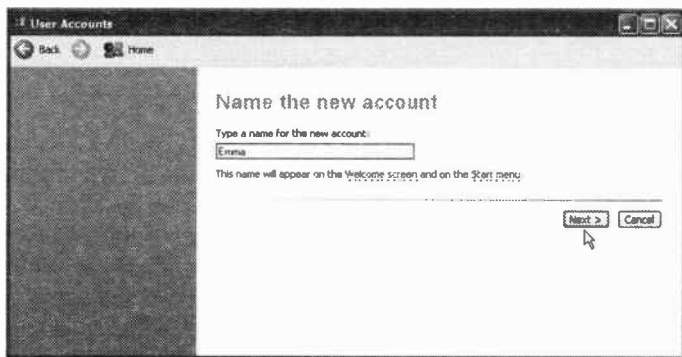 User Accounts
Back Home
Name the new account
Type a name for the new account:
Emma
This name will appear on the Welcome screen and on the Start menu.
Next > Cancel